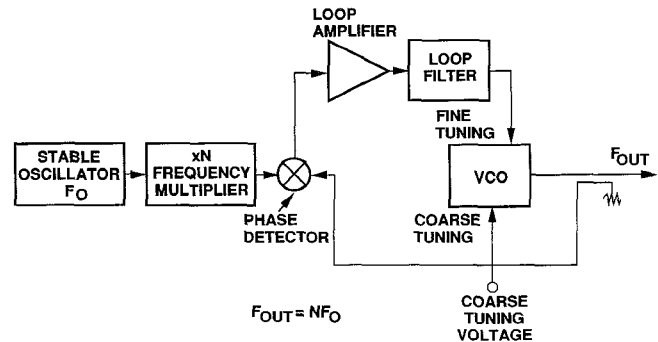 LOOP
AMPLIFIER
LOOP
FILTER
FINE
TUNING
STABLE
OSCILLATOR
FO
xN
FREQUENCY
MULTIPLIER
PHASE
DETECTOR
VCO
FOUT
COARSE
TUNING
COARSE
TUNING
VOLTAGE
FOUT = NFO